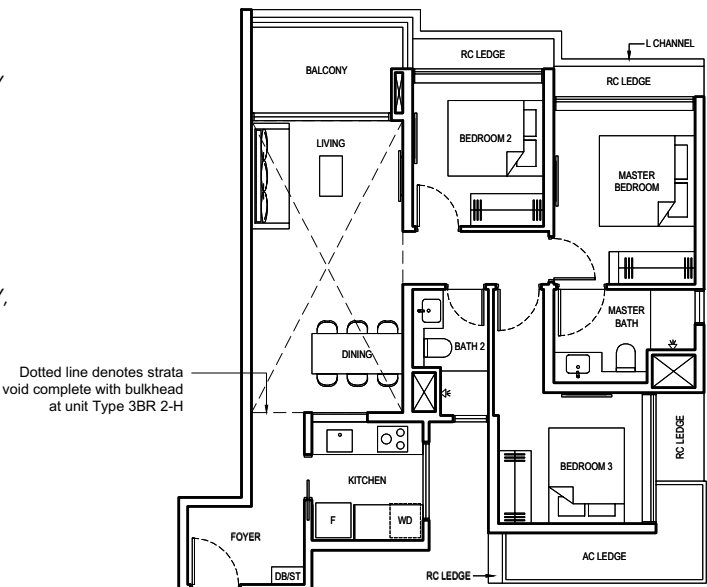 L CHANNEL
RC LEDGE
BALCONY
RC LEDGE
BEDROOM 2
LIVING
MASTER
BEDROOM
MASTER
BATH
BATH 2
DINING
Dotted line denotes strata
void complete with bulkhead
at unit Type 3BR 2-H
RC LEDGE
KITCHEN
BEDROOM 3
F
WD
FOYER
DB/ST
AC LEDGE
RC LEDGE